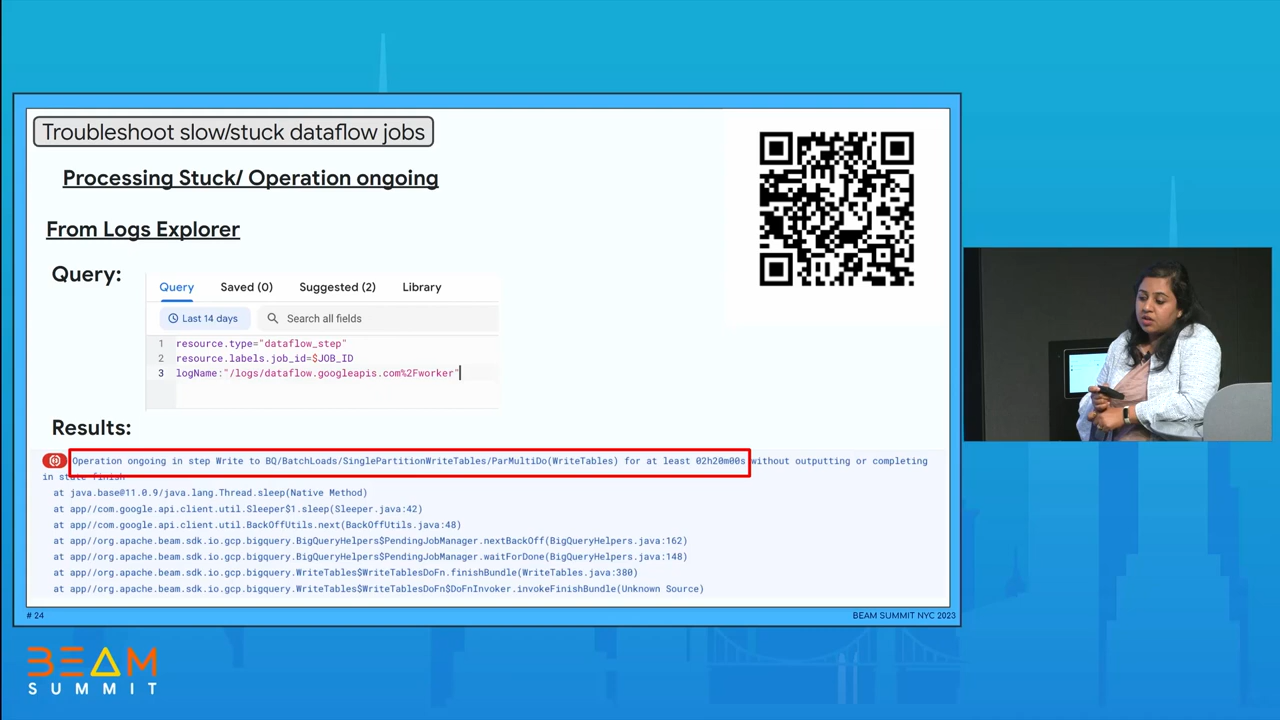 Troubleshoot slow/stuck dataflow jobs
Processing Stuck/ Operation ongoing
From Logs Explorer
Query:
Query Saved (0) Suggested (2) Library
Last 14 days Search all fields
1 resource.type="dataflow_step"
2 resource.labels.job_id=$JOB_ID
3 logName:"/logs/dataflow.googleapis.com%2Fworker"
Results:
Operation ongoing in step Write to BQ/BatchLoads/SinglePartitionWriteTables/ParMultiDo(WriteTables) for at least 02h20m00s without outputting or completing
in state finish
at java.base@11.0.9/java.lang.Thread.sleep(Native Method)
at app//com.google.api.client.util.Sleeper$1.sleep(Sleeper.java:42)
at app//com.google.api.client.util.BackOffUtils.next(BackOffUtils.java:48)
at app//org.apache.beam.sdk.io.gcp.bigquery.BigQueryHelpers$PendingJobManager.nextBackOff(BigQueryHelpers.java:162)
at app//org.apache.beam.sdk.io.gcp.bigquery.BigQueryHelpers$PendingJobManager.waitForDone(BigQueryHelpers.java:148)
at app//org.apache.beam.sdk.io.gcp.bigquery.WriteTables$WriteTablesDoFn.finishBundle(WriteTables.java:380)
at app//org.apache.beam.sdk.io.gcp.bigquery.WriteTables$WriteTablesDoFn$DoFnInvoker.invokeFinishBundle(Unknown Source)
# 24
BEAM SUMMIT NYC 2023
BEAM
SUMMIT